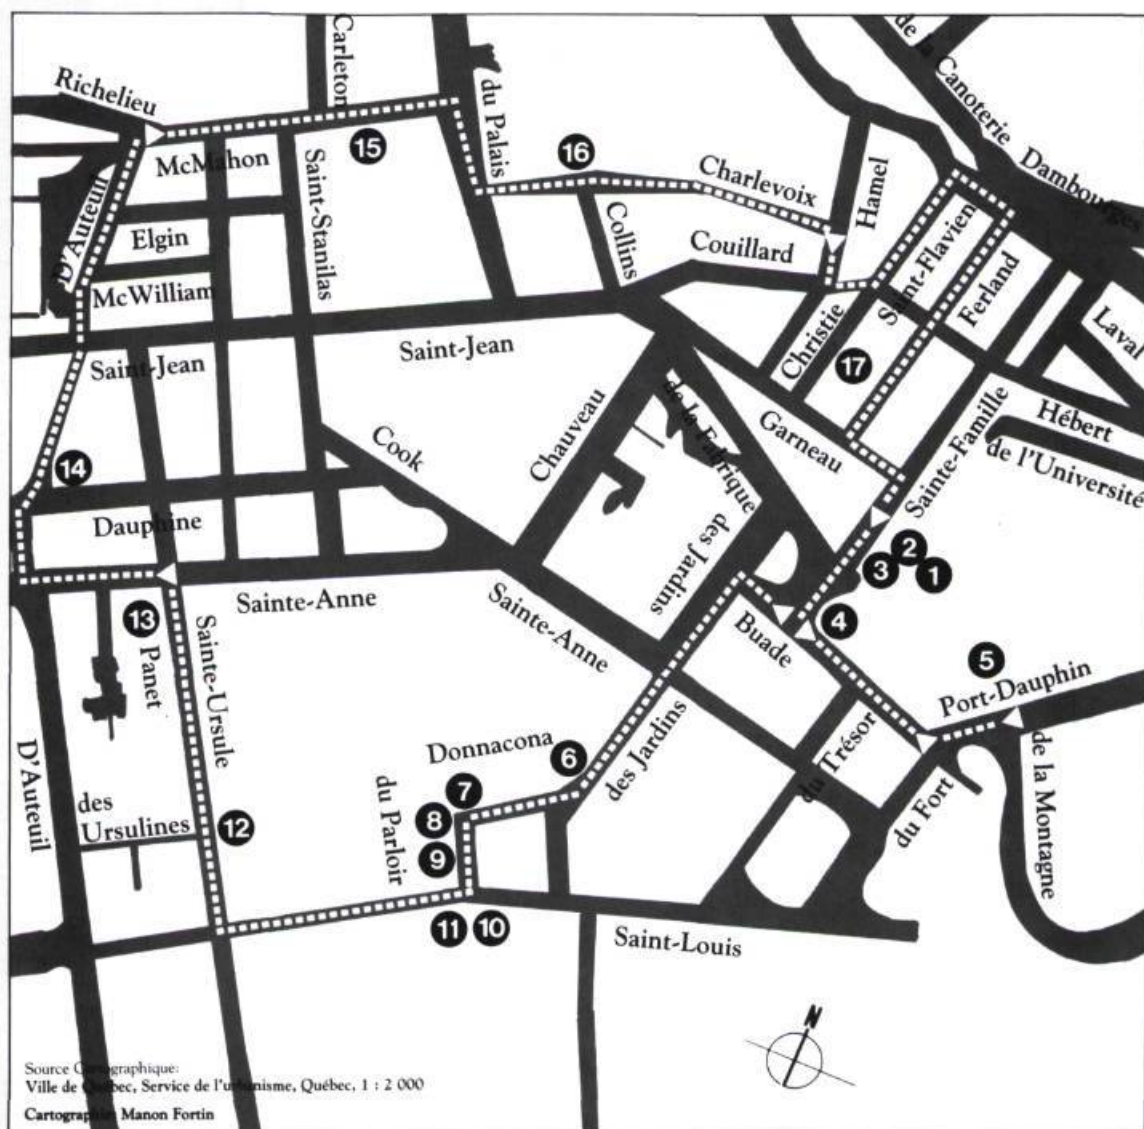 Carleton
de la Canoterie
Richelieu
du Palais
Dambourges
15
16
McMahon
Charlevoix
Hamel
D'Auteuil
Saint-Stanilas
Elgin
Collins
Couillard
Saint-Flavien
Ferland
McWilliam
Laval
Christie
Saint-Jean
Saint-Jean
17
de la Fabrique
Sainte-Famille
Hébert
Chauveau
Garneau
Cook
de l'Université
14
Dauphine
des Jardins
2
3
1
Sainte-Anne
Sainte-Anne
13
Panet
Sainte-Ursule
Buade
4
5
Port-Dauphin
D'Auteuil
Donnacona
6
des Jardins
du Trésor
de la Montagne
du Fort
du Parloir
7
8
9
des
Ursulines
12
11
10
Saint-Louis
N
Source Cartographique:
Ville de Québec, Service de l'urbanisme, Québec, 1 : 2 000
Cartographie: Manon Fortin